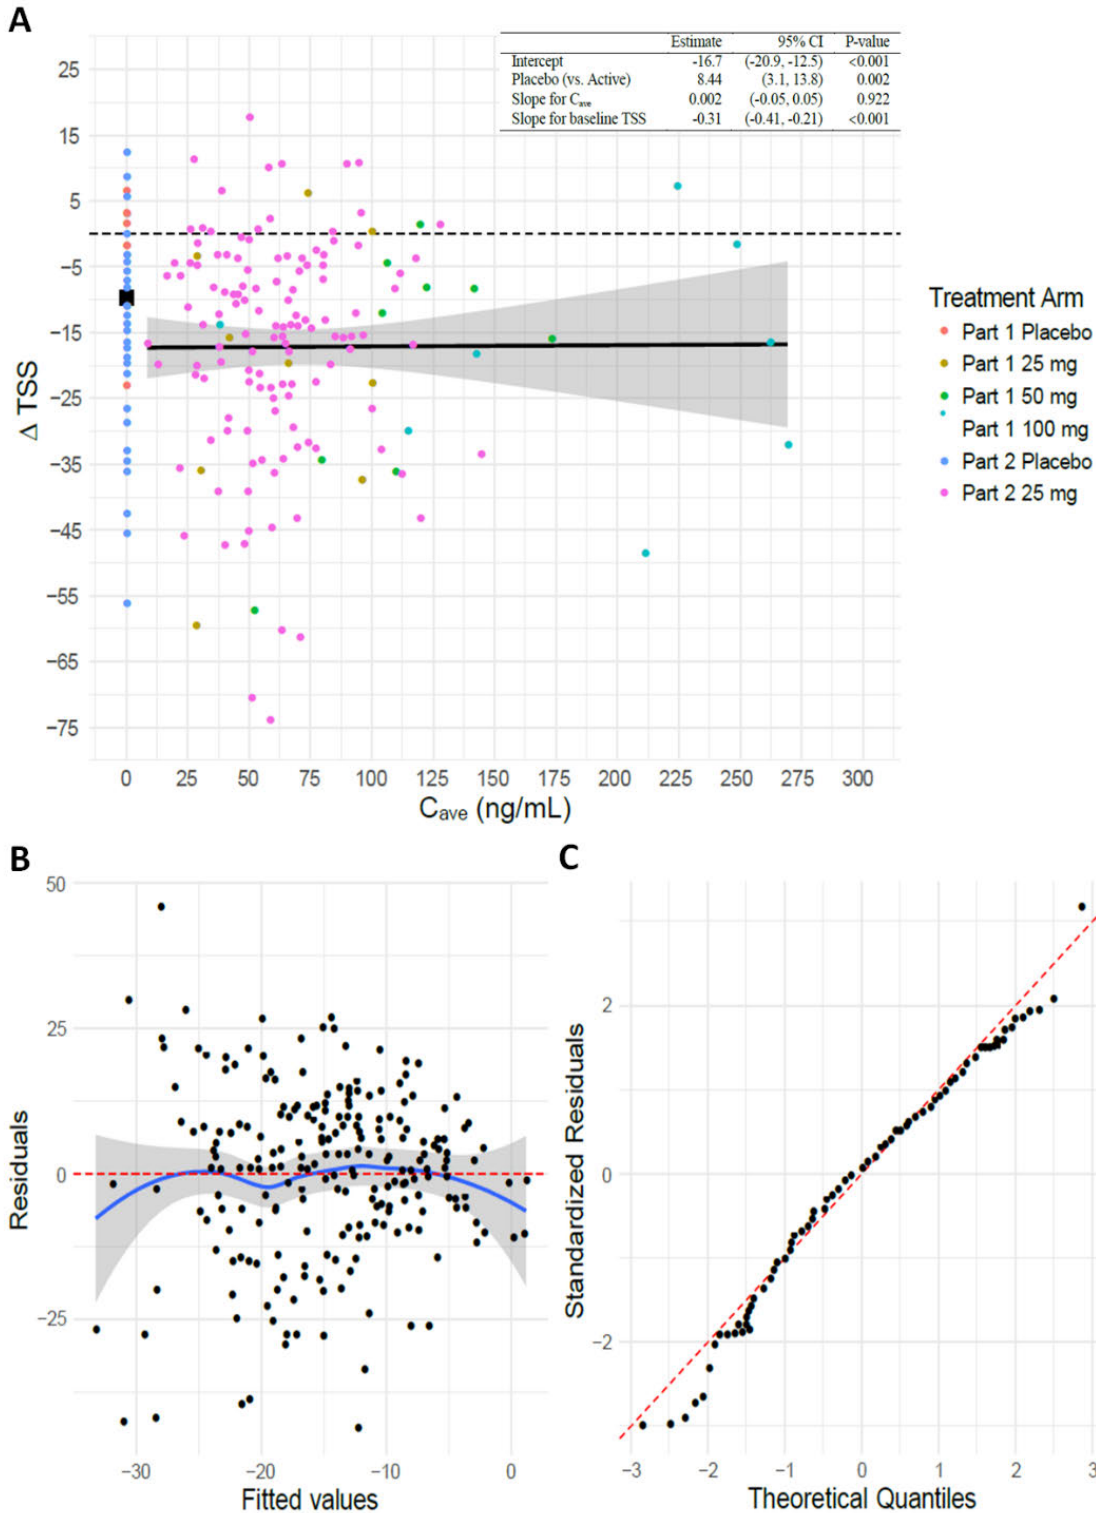 A
Estimate 95% CI P-value
Intercept -16.7 (-20.9, -12.5) <0.001
Placebo (vs. Active) 8.44 (3.1, 13.8) 0.002
Slope for Cave 0.002 (-0.05, 0.05) 0.922
Slope for baseline TSS -0.31 (-0.41, -0.21) <0.001
25
15
5
−5
−15
−25
−35
−45
−55
−65
−75
Δ TSS
0 25 50 75 100 125 150 175 200 225 250 275 300
Cave (ng/mL)
Treatment Arm
Part 1 Placebo
Part 1 25 mg
Part 1 50 mg
Part 1 100 mg
Part 2 Placebo
Part 2 25 mg
B
50
25
0
−25
Residuals
−30 −20 −10 0
Fitted values
C
2
0
−2
Standardized Residuals
−3 −2 −1 0 1 2 3
Theoretical Quantiles